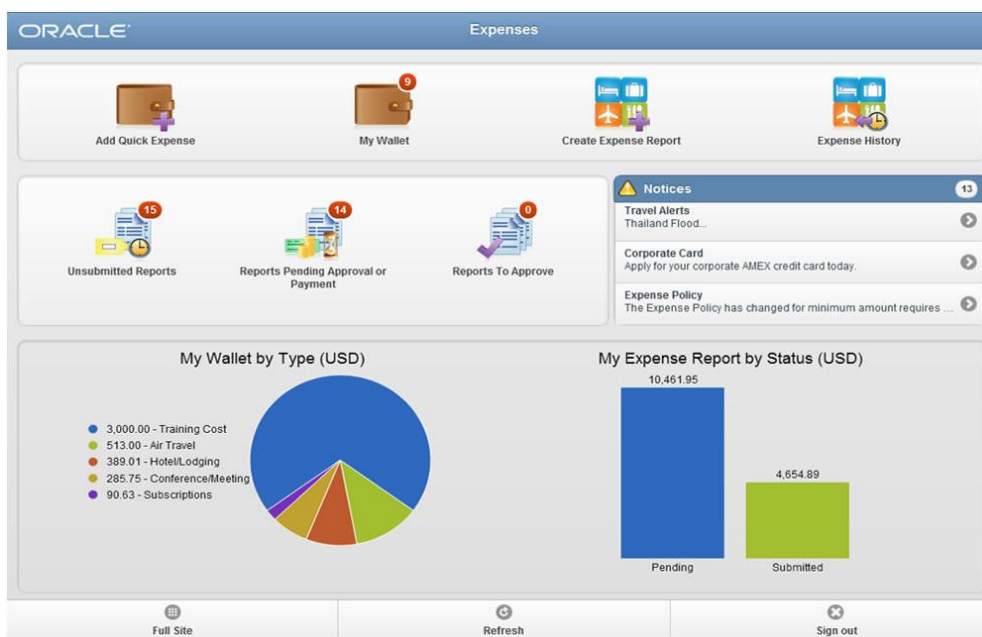 ORACLE
Expenses
9
Add Quick Expense
My Wallet
Create Expense Report
Expense History
15
14
0
Unsubmitted Reports
Reports Pending Approval or
Payment
Reports To Approve
Notices
13
Travel Alerts
Thailand Flood...
Corporate Card
Apply for your corporate AMEX credit card today.
Expense Policy
The Expense Policy has changed for minimum amount requires ...
My Wallet by Type (USD)
3,000.00 - Training Cost
513.00 - Air Travel
389.01 - Hotel/Lodging
285.75 - Conference/Meeting
90.63 - Subscriptions
My Expense Report by Status (USD)
10,461.95
4,654.89
Pending
Submitted
Full Site
Refresh
Sign out